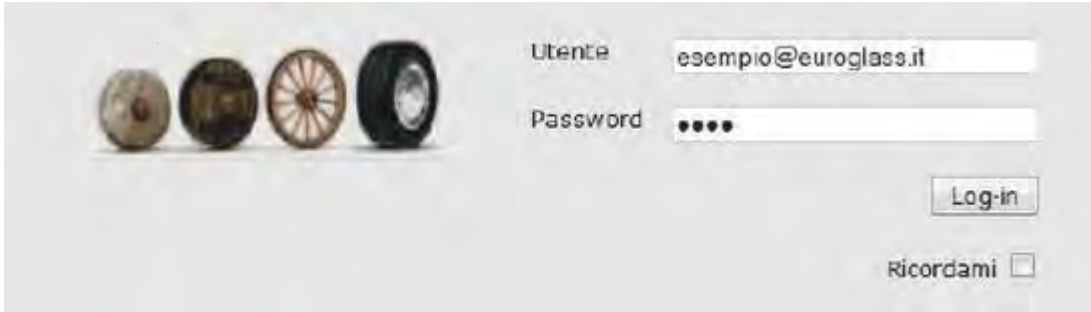 Utente
esempio@euroglass.it
Password
••••
Log-in
Ricordami